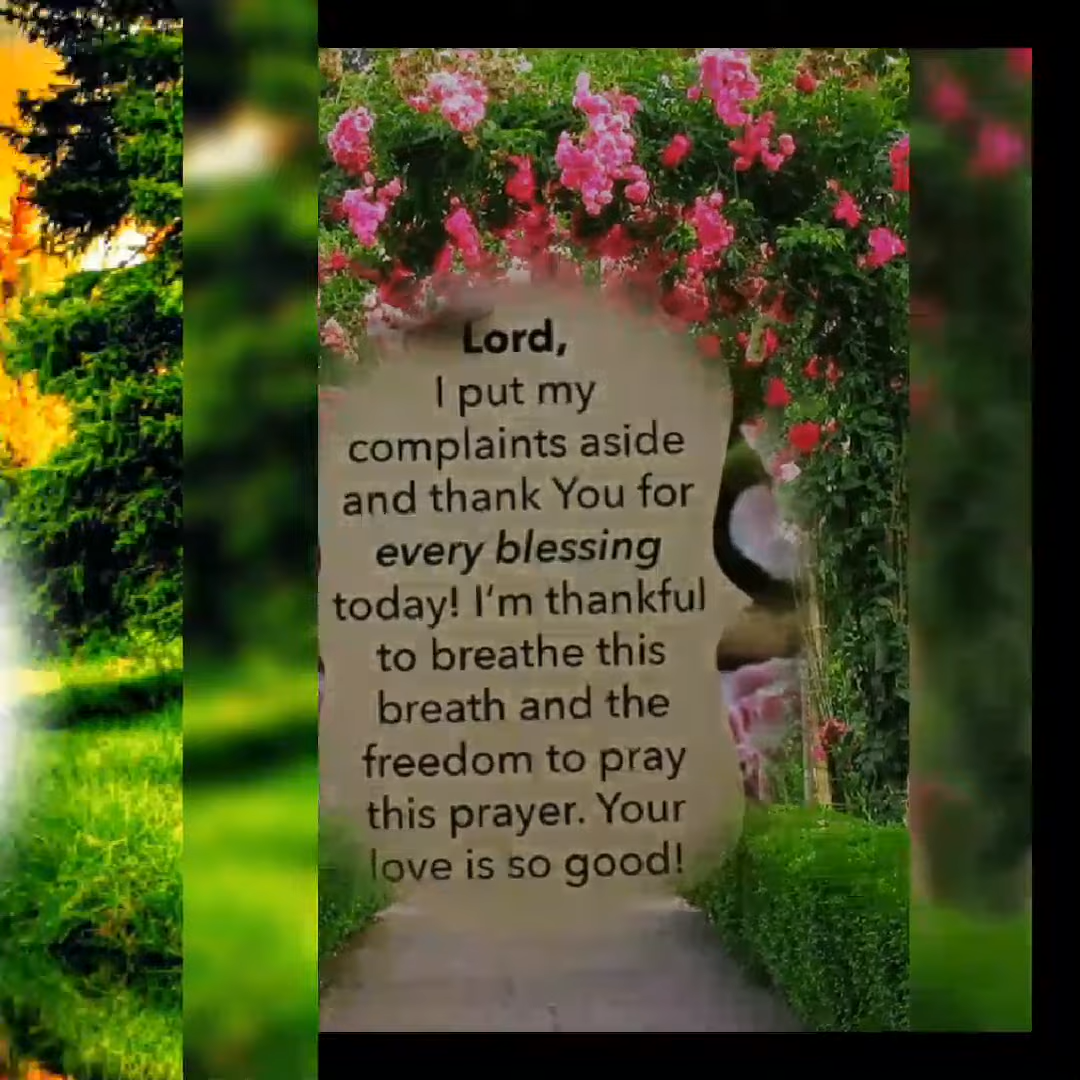 Lord,
I put my
complaints aside
and thank You for
every blessing
today! I'm thankful
to breathe this
breath and the
freedom to pray
this prayer. Your
love is so good!